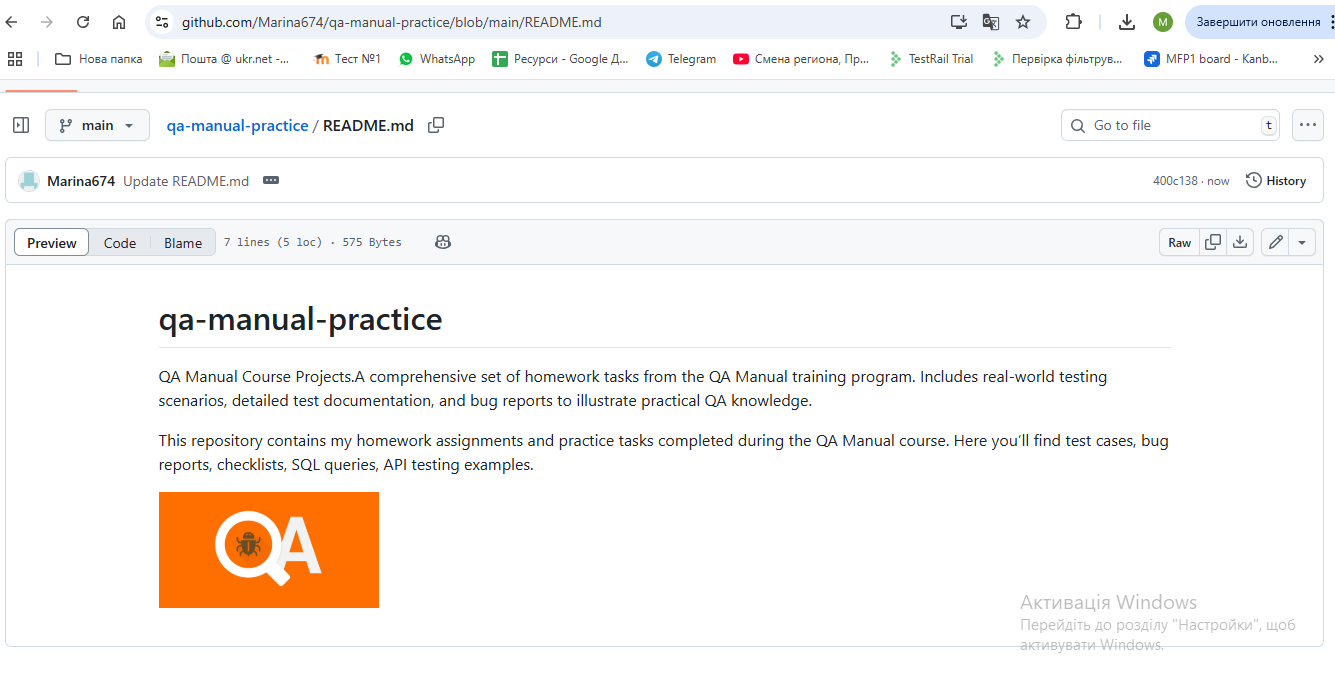 github.com/Marina674/qa-manual-practice/blob/main/README.md
M
Завершити оновлення
Нова папка
Пошта @ ukr.net -...
Тест №1
WhatsApp
Ресурси - Google Д...
Telegram
Смена региона, Пр...
TestRail Trial
Первірка фільтрув...
MFP1 board - Kanb...
main
qa-manual-practice / README.md
Go to file
t
Marina674 Update README.md
400c138 · now
History
Preview
Code
Blame
7 lines (5 loc) · 575 Bytes
Raw
qa-manual-practice
QA Manual Course Projects.A comprehensive set of homework tasks from the QA Manual training program. Includes real-world testing
scenarios, detailed test documentation, and bug reports to illustrate practical QA knowledge.
This repository contains my homework assignments and practice tasks completed during the QA Manual course. Here you’ll find test cases, bug
reports, checklists, SQL queries, API testing examples.
QA
Активація Windows
Перейдіть до розділу "Настройки", щоб
активувати Windows.